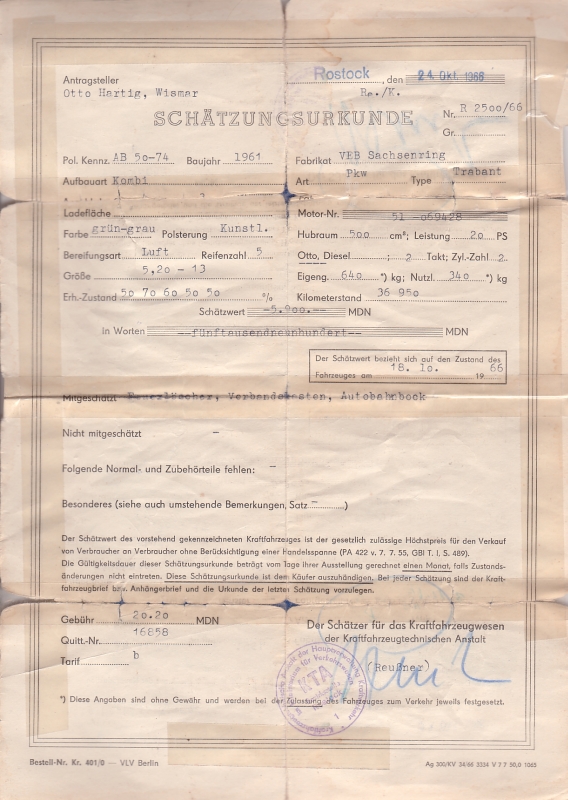 Rostock, den 24. Okt. 1966
Antragsteller
Otto Hartig, Wismar Be./K.
SCHÄTZUNGSURKUNDE
Nr. R 2500/66
Gr.
Pol. Kennz. AB 50-74 Baujahr 1961 Fabrikat VEB Sachsenring
Aufbauart Kombi Art Pkw Type Trabant
Ladefläche Motor-Nr. 51 -069428
Farbe grün-grau Polsterung Kunstl. Hubraum 500 cm³; Leistung 20 PS
Bereifungsart Luft Reifenzahl 5 Otto, Diesel ; 2 Takt; Zyl.-Zahl 2
Größe 5,20 - 13 Eigeng. 640 *) kg; Nutzl. 340 *) kg
Erh.-Zustand 50 70 60 50 50 % Kilometerstand 36 950
Schätzwert -5.900.-- MDN
in Worten --fünftausendneunhundert-- MDN
Der Schätzwert bezieht sich auf den Zustand des
Fahrzeuges am 18. 10. 19 66
Mitgeschätzt Feuerlöscher, Verbandskasten, Autobahnbock
Nicht mitgeschätzt -
Folgende Normal- und Zubehörteile fehlen: -
Besonderes (siehe auch umstehende Bemerkungen, Satz - )
Der Schätzwert des vorstehend gekennzeichneten Kraftfahrzeuges ist der gesetzlich zulässige Höchstpreis für den Verkauf
von Verbraucher an Verbraucher ohne Berücksichtigung einer Handelsspanne (PA 422 v. 7. 7. 55, GBl T. I, S. 489).
Die Gültigkeitsdauer dieser Schätzungsurkunde beträgt vom Tage ihrer Ausstellung gerechnet einen Monat, falls Zustands-
änderungen nicht eintreten. Diese Schätzungsurkunde ist dem Käufer auszuhändigen. Bei jeder Schätzung sind der Kraft-
fahrzeugbrief bzw. Anhängerbrief und die Urkunde der letzten Schätzung vorzulegen.
Gebühr 20.20 MDN
Quitt.-Nr. 16858
Tarif b
Der Schätzer für das Kraftfahrzeugwesen
der Kraftfahrzeugtechnischen Anstalt
(Reußner)
KTA
*) Diese Angaben sind ohne Gewähr und werden bei der Zulassung des Fahrzeuges zum Verkehr jeweils festgesetzt.
Bestell-Nr. Kr. 401/0 — VLV Berlin
Ag 300/KV 34/66 3334 V 7 7 50,0 1065